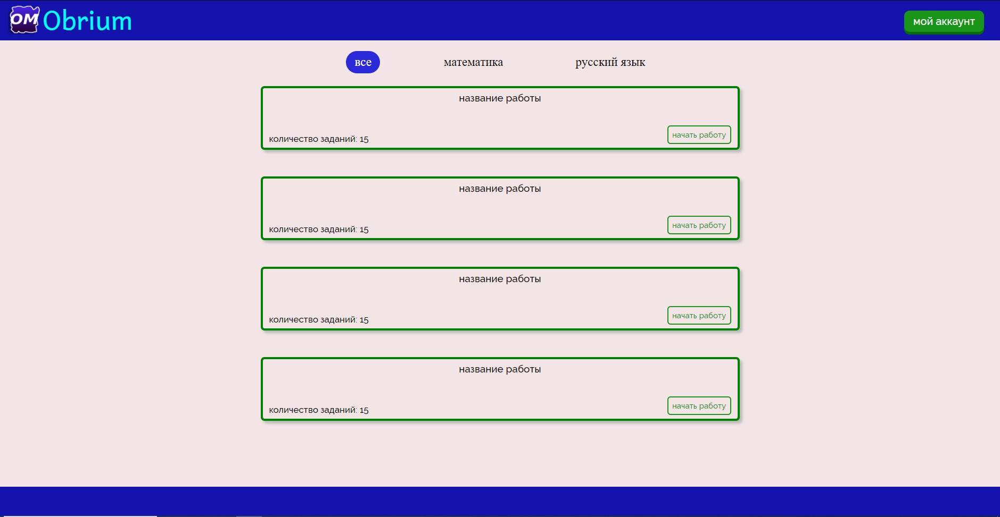 OM Obrium
мой аккаунт
все математика русский язык
название работы
количество заданий: 15
начать работу
название работы
количество заданий: 15
начать работу
название работы
количество заданий: 15
начать работу
название работы
количество заданий: 15
начать работу